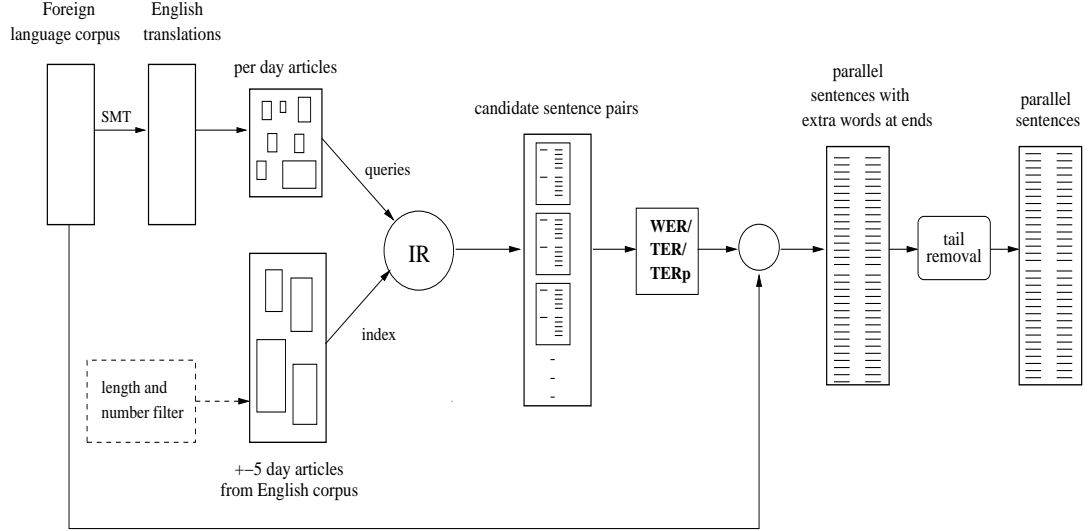 Foreign
language corpus
English
translations
SMT
per day articles
queries
IR
index
length and
number filter
+−5 day articles
from English corpus
candidate sentence pairs
WER/
TER/
TERp
parallel
sentences with
extra words at ends
tail
removal
parallel
sentences